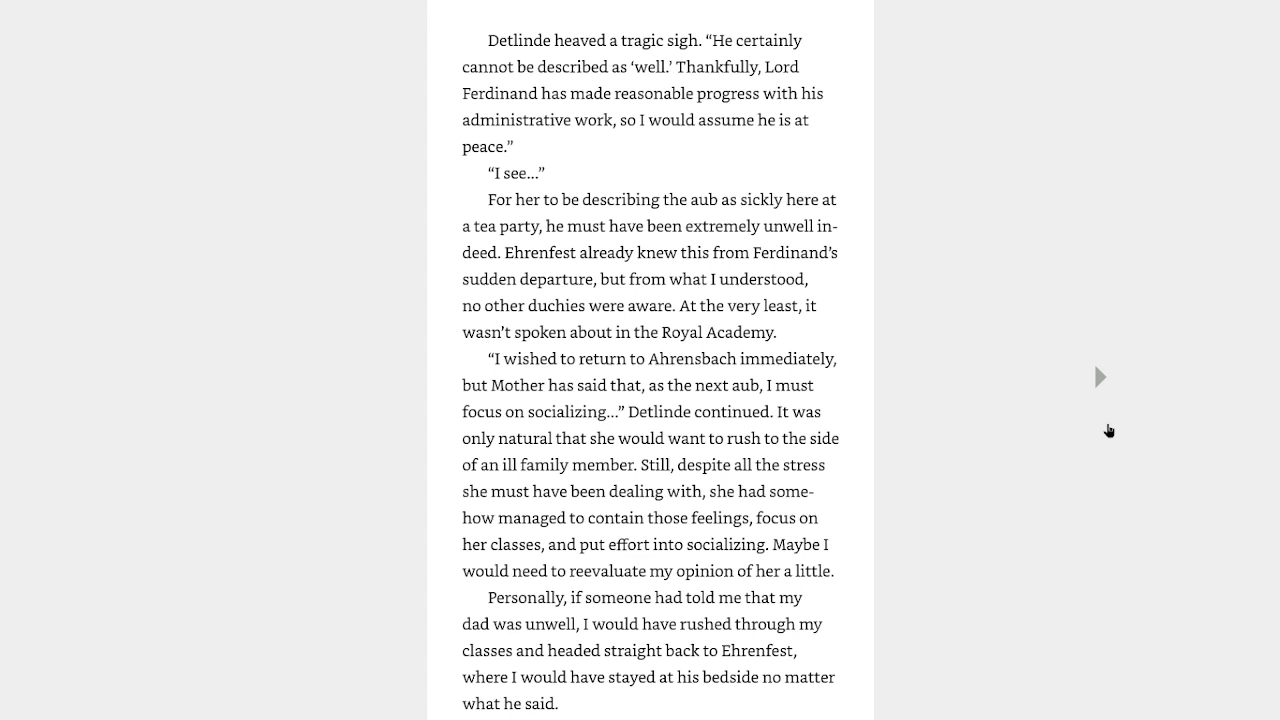 Detlinde heaved a tragic sigh. “He certainly
cannot be described as ‘well.’ Thankfully, Lord
Ferdinand has made reasonable progress with his
administrative work, so I would assume he is at
peace.”
“I see...”
For her to be describing the aub as sickly here at
a tea party, he must have been extremely unwell in-
deed. Ehrenfest already knew this from Ferdinand’s
sudden departure, but from what I understood,
no other duchies were aware. At the very least, it
wasn’t spoken about in the Royal Academy.
“I wished to return to Ahrensbach immediately,
but Mother has said that, as the next aub, I must
focus on socializing...” Detlinde continued. It was
only natural that she would want to rush to the side
of an ill family member. Still, despite all the stress
she must have been dealing with, she had some-
how managed to contain those feelings, focus on
her classes, and put effort into socializing. Maybe I
would need to reevaluate my opinion of her a little.
Personally, if someone had told me that my
dad was unwell, I would have rushed through my
classes and headed straight back to Ehrenfest,
where I would have stayed at his bedside no matter
what he said.